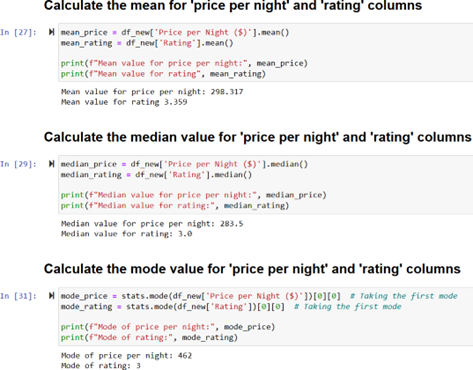 Calculate the mean for 'price per night' and 'rating' columns
In [27]: mean_price = df_new['Price per Night ($)'].mean()
mean_rating = df_new['Rating'].mean()
print(f"Mean value for price per night:", mean_price)
print(f"Mean value for rating", mean_rating)
Mean value for price per night: 298.317
Mean value for rating 3.359
Calculate the median value for 'price per night' and 'rating' columns
In [29]: median_price = df_new['Price per Night ($)'].median()
median_rating = df_new['Rating'].median()
print(f"Median value for price per night:", median_price)
print(f"Median value for rating:", median_rating)
Median value for price per night: 283.5
Median value for rating: 3.0
Calculate the mode value for 'price per night' and 'rating' columns
In [31]: mode_price = stats.mode(df_new['Price per Night ($)'])[0][0] # Taking the first mode
mode_rating = stats.mode(df_new['Rating'])[0][0] # Taking the first mode
print(f"Mode of price per night:", mode_price)
print(f"Mode of rating:", mode_rating)
Mode of price per night: 462
Mode of rating: 3